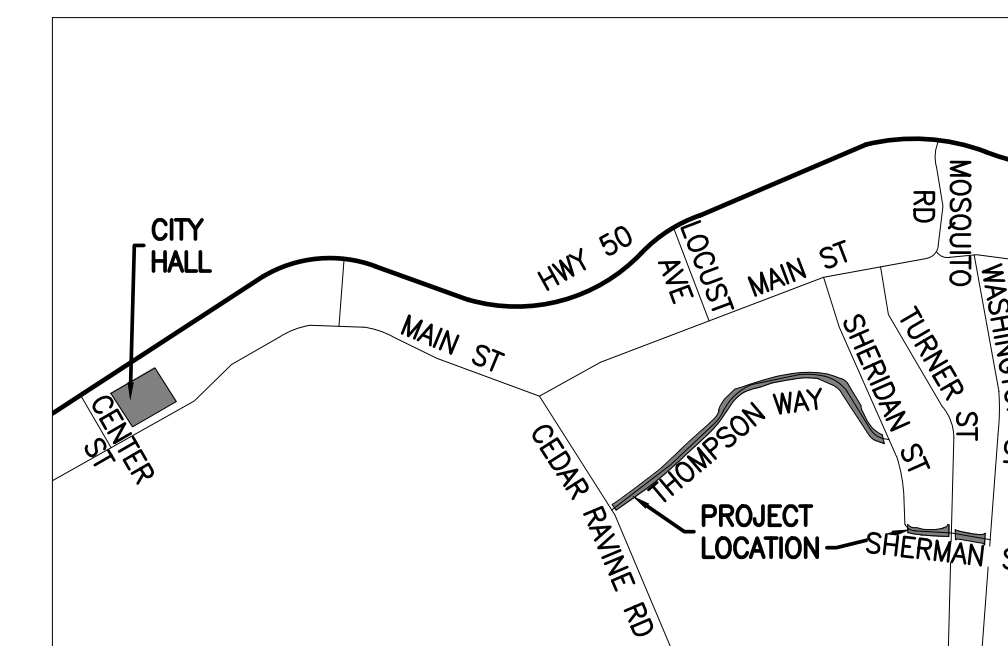 CITY
HALL
HWY 50
LOCUST
AVE
MAIN ST
MOSQUITO
RD
MAIN ST
SHERIDAN ST
TURNER ST
CENTER
ST
THOMPSON WAY
CEDAR RAVINE RD
PROJECT
LOCATION
SHERMAN